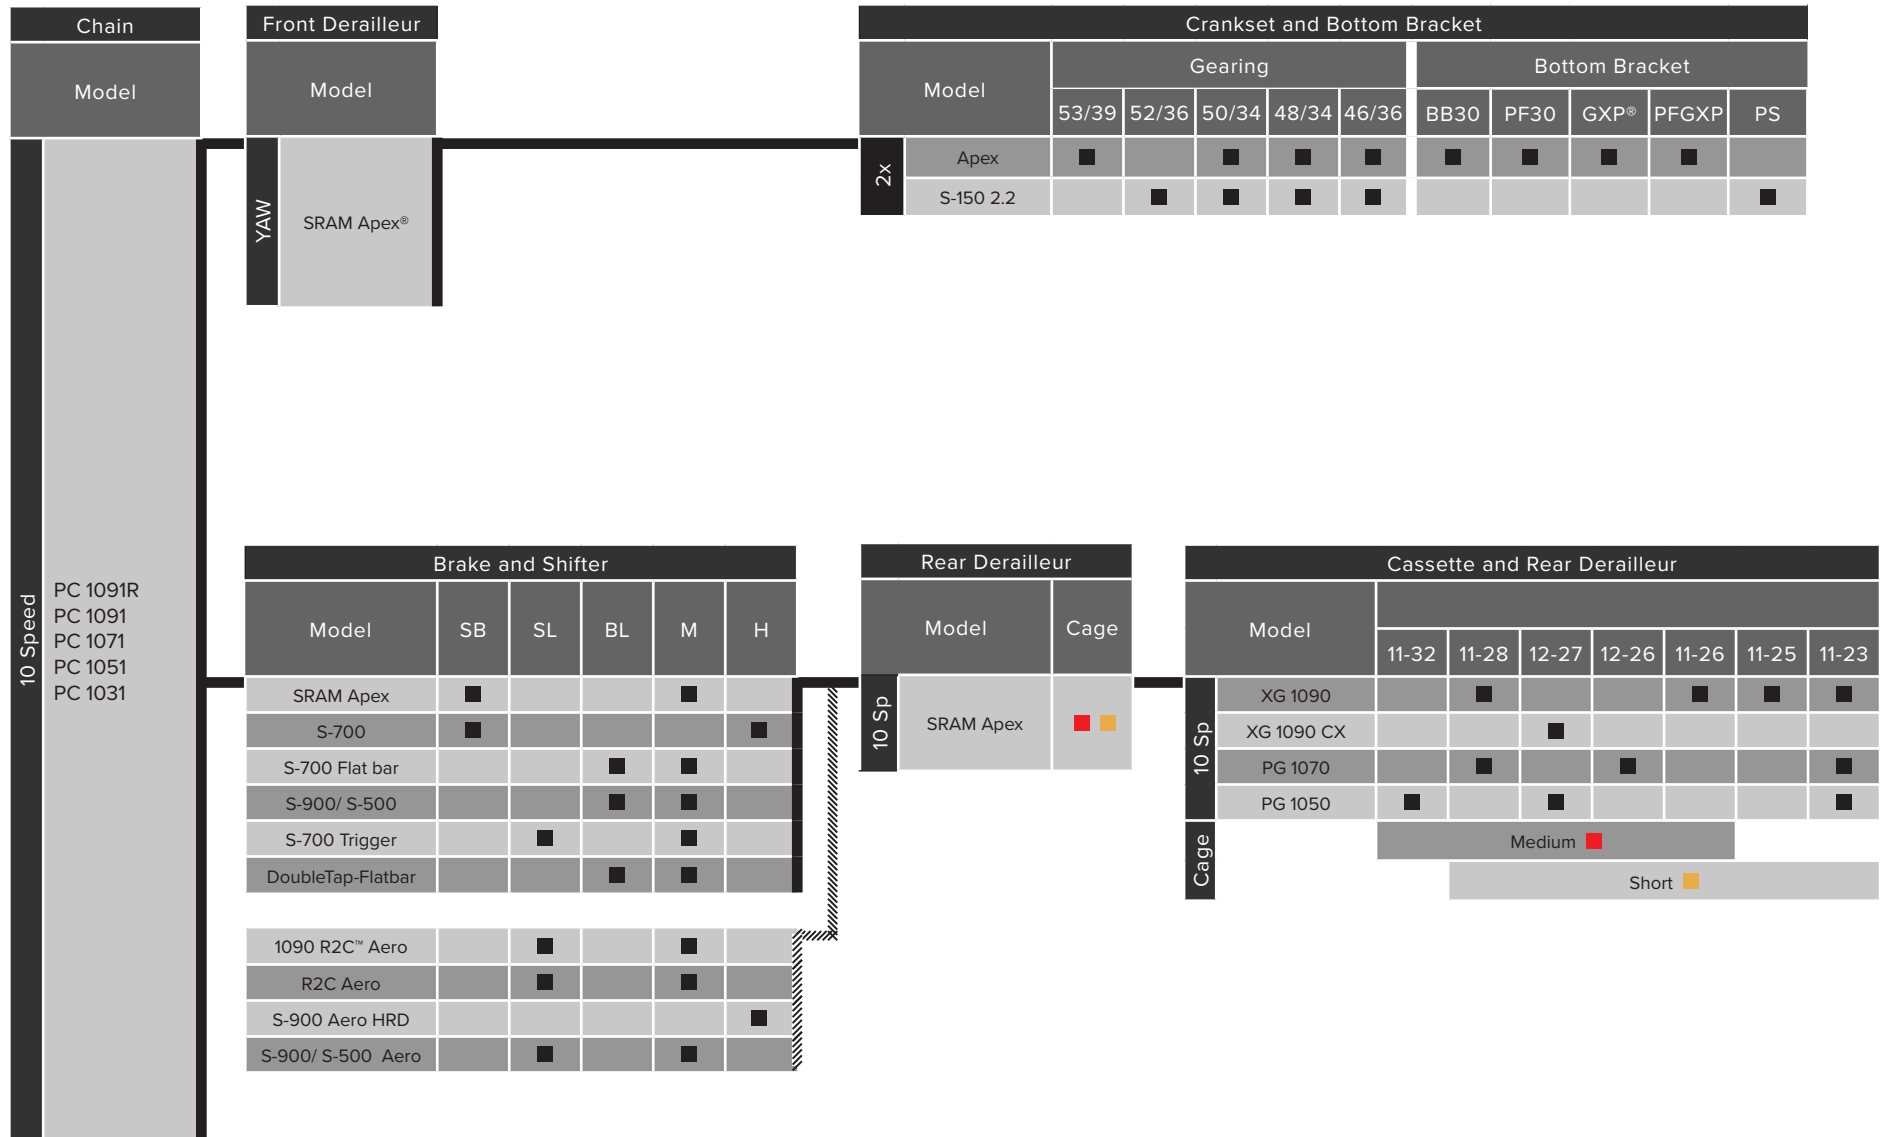 Chain
Model
10 Speed
PC 1091R
PC 1091
PC 1071
PC 1051
PC 1031
Front Derailleur
Model
YAW
SRAM Apex®
Crankset and Bottom Bracket
Model
Gearing
Bottom Bracket
53/39 52/36 50/34 48/34 46/36 BB30 PF30 GXP® PFGXP PS
2x
Apex
S-150 2.2
Brake and Shifter
Model SB SL BL M H
SRAM Apex
S-700
S-700 Flat bar
S-900/ S-500
S-700 Trigger
DoubleTap-Flatbar
1090 R2C™ Aero
R2C Aero
S-900 Aero HRD
S-900/ S-500 Aero
Rear Derailleur
Model Cage
10 Sp
SRAM Apex
Cassette and Rear Derailleur
Model
11-32 11-28 12-27 12-26 11-26 11-25 11-23
10 Sp
XG 1090
XG 1090 CX
PG 1070
PG 1050
Cage
Medium
Short